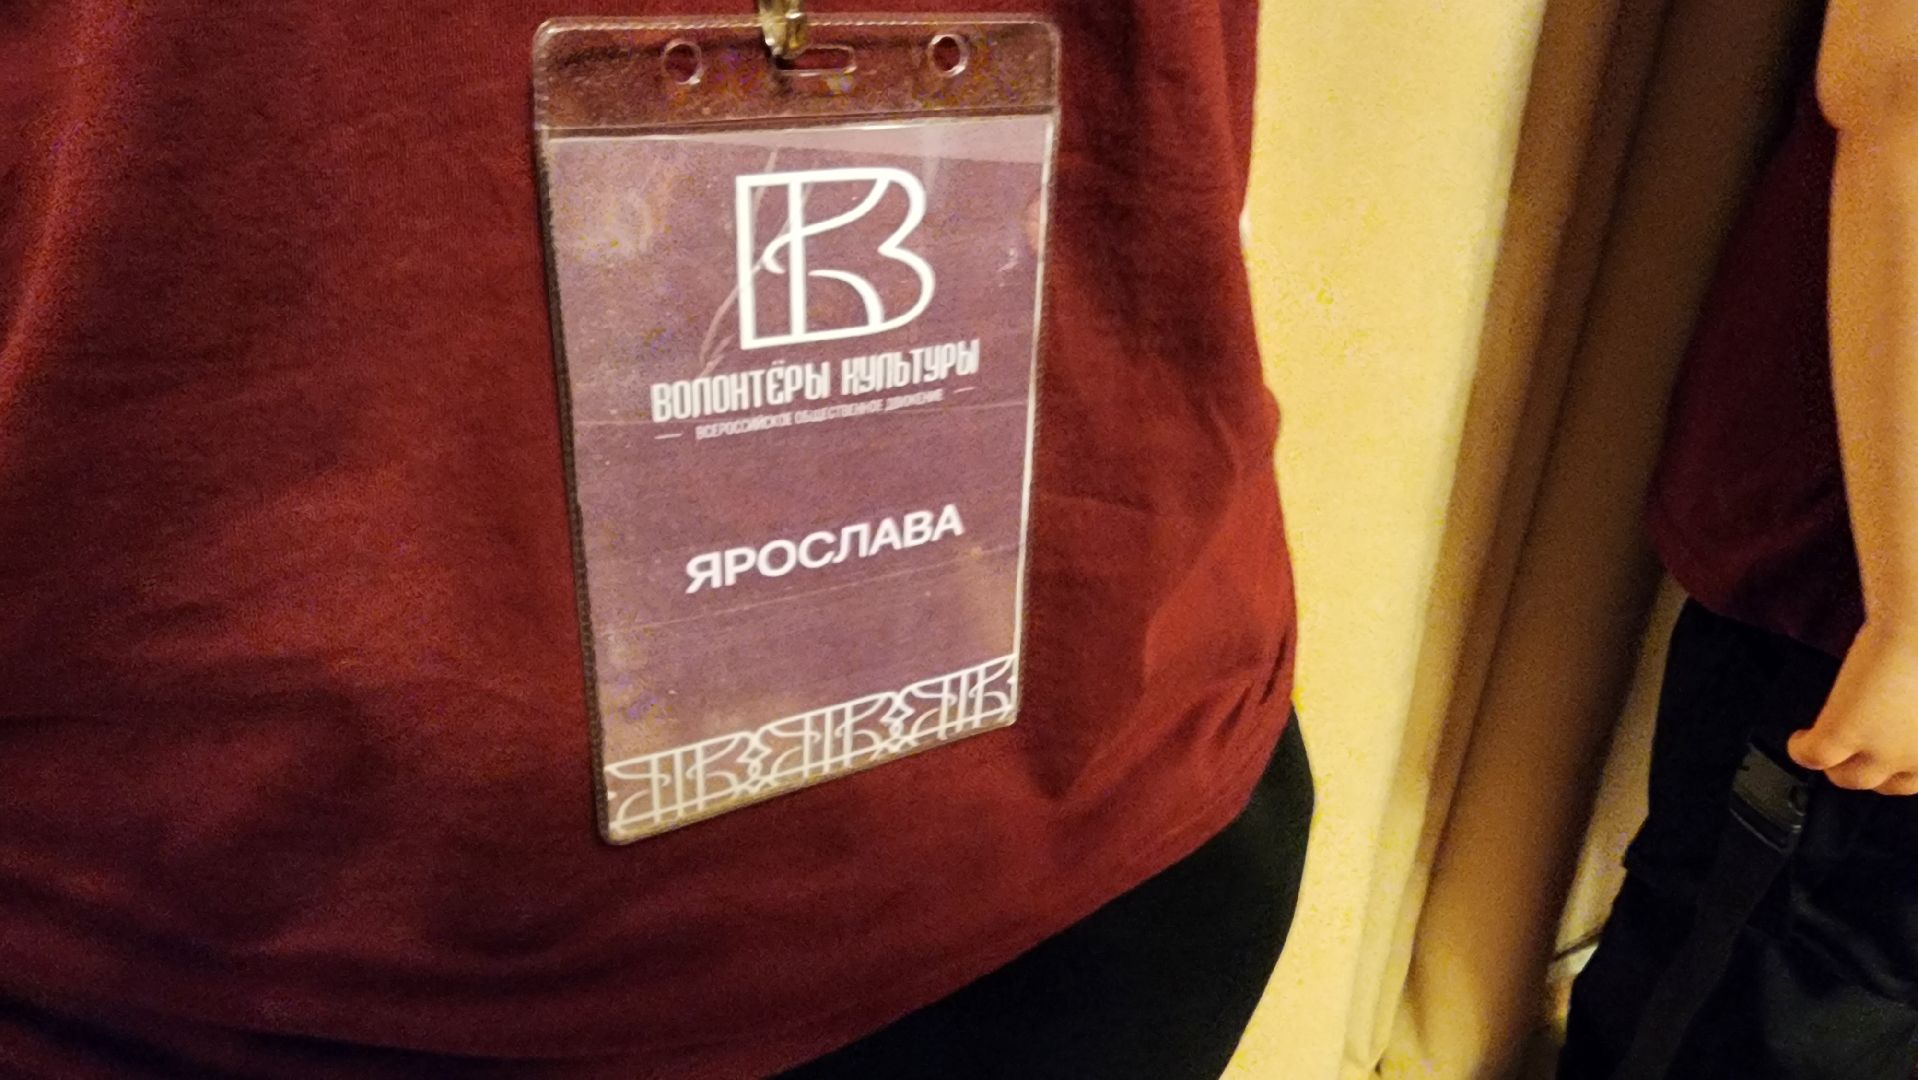 ВОЛОНТЁРЫ КУЛЬТУРЫ
ВСЕРОССИЙСКОЕ ОБЩЕСТВЕННОЕ ДВИЖЕНИЕ
ЯРОСЛАВА